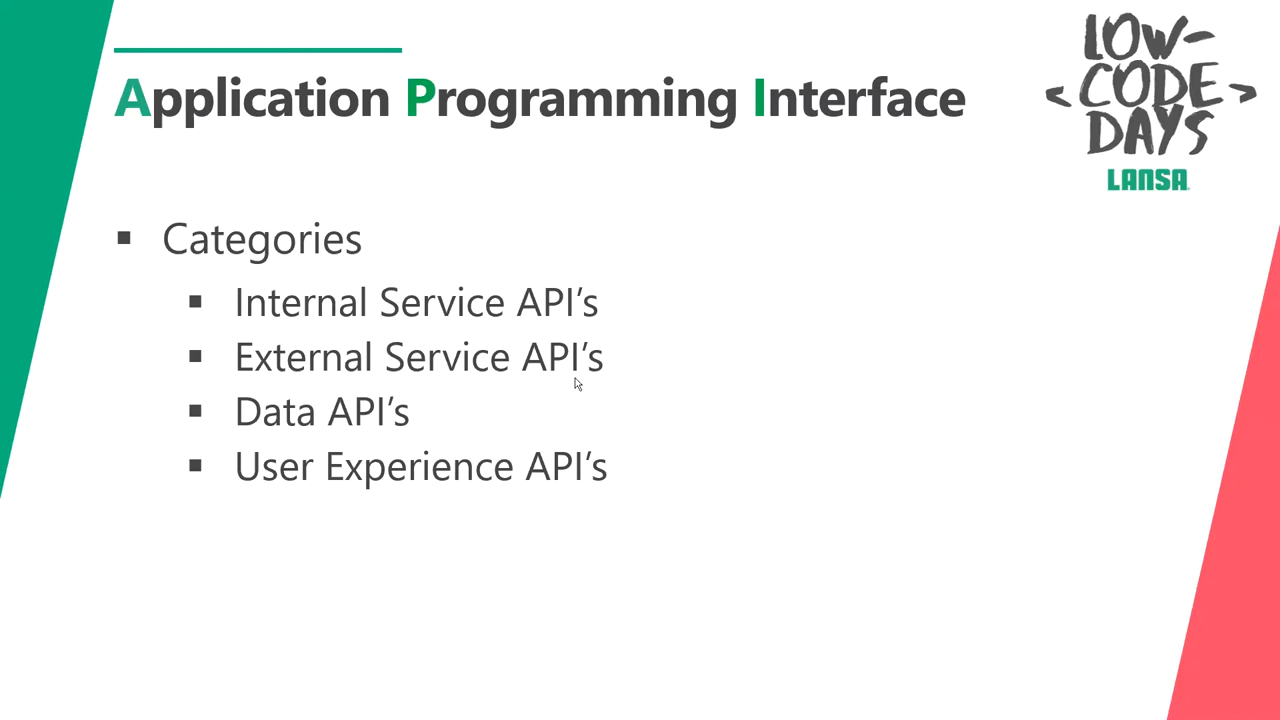 Application Programming Interface
LOW-
<CODE>
DAYS
LANSA
Categories
Internal Service API's
External Service API's
Data API's
User Experience API's